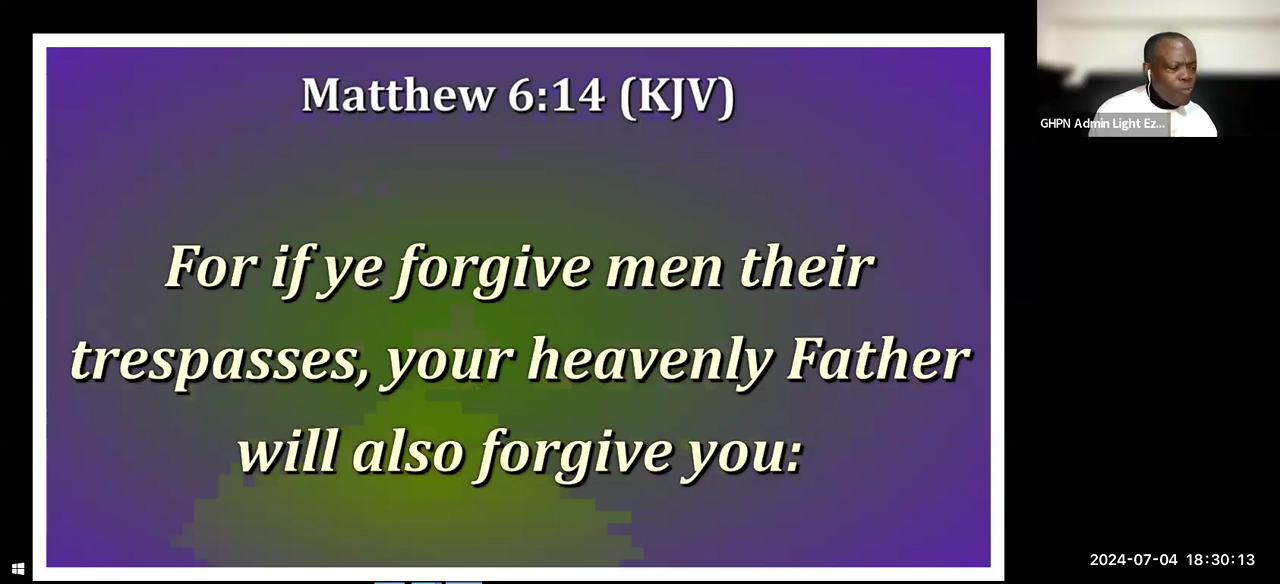 Matthew 6:14 (KJV)
For if ye forgive men their
trespasses, your heavenly Father
will also forgive you:
GHPN Admin Light Ez...
2024-07-04 18:30:13